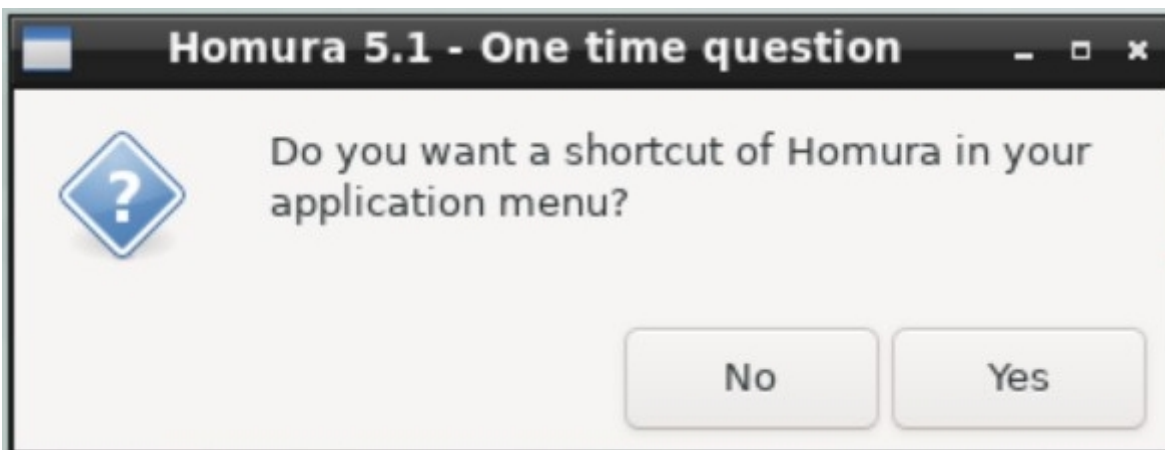 Homura 5.1 - One time question
Do you want a shortcut of Homura in your
application menu?
No
Yes